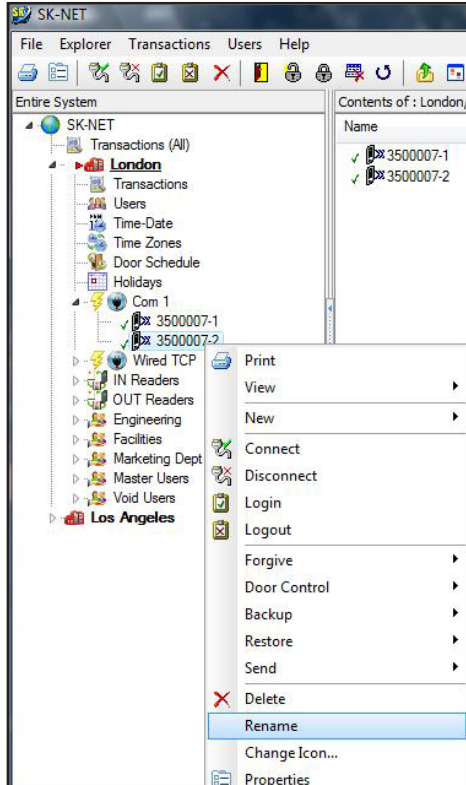 SK-NET
File Explorer Transactions Users Help
Entire System
Contents of : London/
SK-NET
Transactions (All)
London
Transactions
Users
Time-Date
Time Zones
Door Schedule
Holidays
Com 1
3500007-1
3500007-2
Wired TCP
IN Readers
OUT Readers
Engineering
Facilities
Marketing Dept
Master Users
Void Users
Los Angeles
Name
3500007-1
3500007-2
Print
View
New
Connect
Disconnect
Login
Logout
Forgive
Door Control
Backup
Restore
Send
Delete
Rename
Change Icon...
Properties